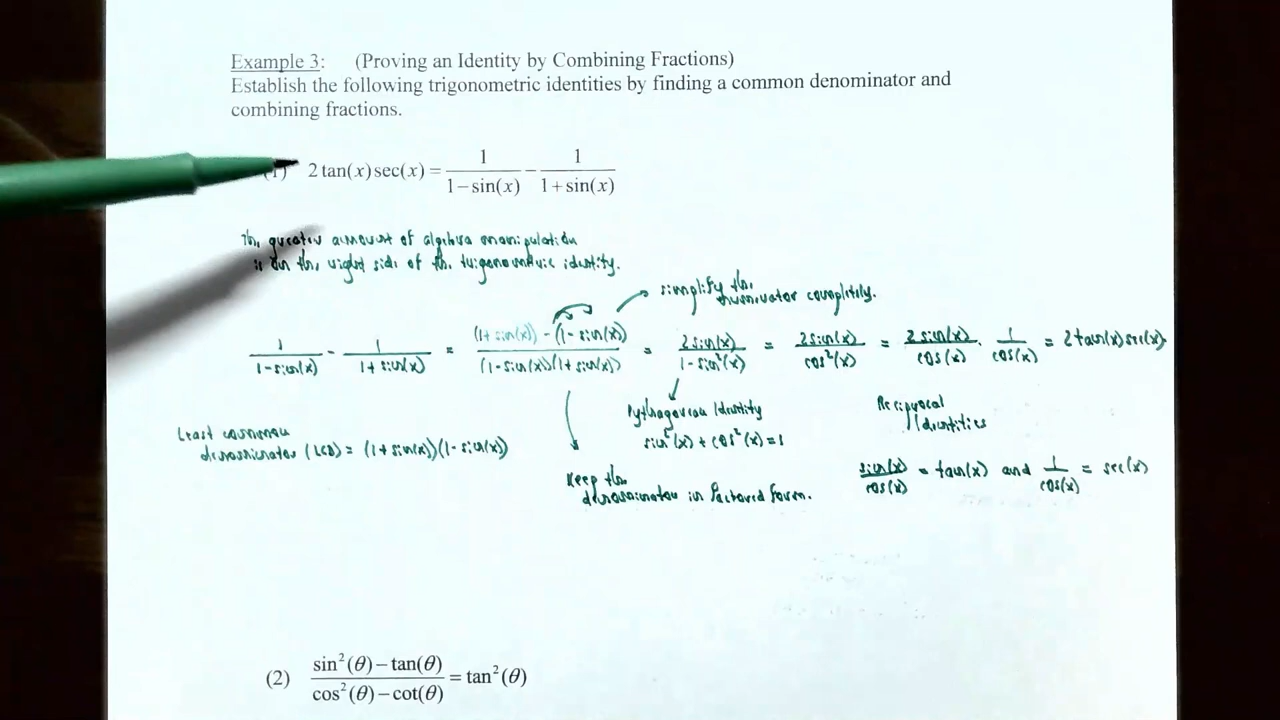 Example 3: (Proving an Identity by Combining Fractions)
Establish the following trigonometric identities by finding a common denominator and
combining fractions.
(1) 2 tan(x) sec(x) = 1/(1−sin(x)) − 1/(1+sin(x))
The greater amount of algebra manipulation
is on the right side of the trigonometric identity.
simplify the
numerator completely.
1/(1-sin(x)) - 1/(1+sin(x)) = ((1+sin(x)) - (1-sin(x)))/((1-sin(x))(1+sin(x))) = 2sin(x)/(1-sin²(x)) = 2sin(x)/cos²(x) = 2sin(x)/cos(x) · 1/cos(x) = 2tan(x)sec(x).
Least common
denominator (LCD) = (1+sin(x))(1-sin(x))
Keep the
denominator in factored form.
Pythagorean Identity
sin²(x) + cos²(x) = 1
Reciprocal
Identities
sin(x)/cos(x) = tan(x) and 1/cos(x) = sec(x)
(2) (sin²(θ)−tan(θ))/(cos²(θ)−cot(θ)) = tan²(θ)